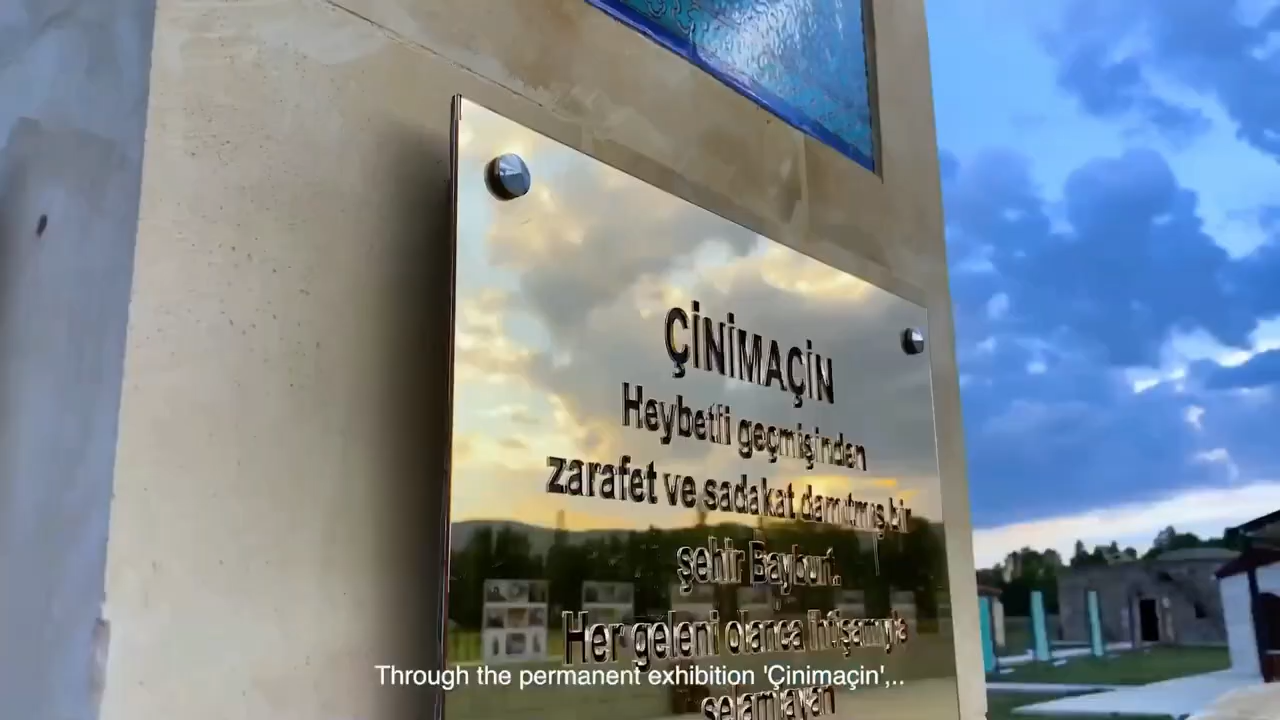 ÇİNİMAÇİN
Heybetli geçmişinden
zarafet ve sadakat damıtmış bir
şehir Bayburt..
Her geleni olanca ihtişamıyla
selamlayan
Through the permanent exhibition 'Çinimaçin',..